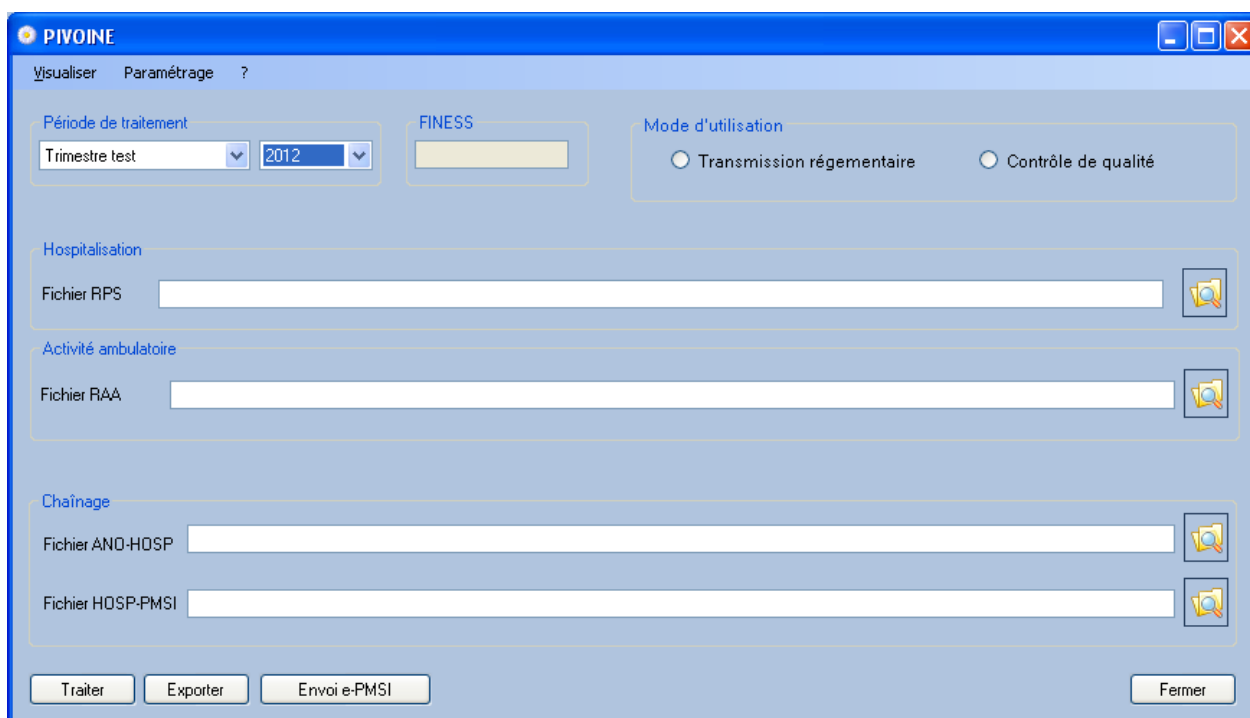 PIVOINE
Visualiser Paramétrage ?
Période de traitement
FINESS
Mode d'utilisation
Trimestre test 2012
Transmission régementaire Contrôle de qualité
Hospitalisation
Fichier RPS
Activité ambulatoire
Fichier RAA
Chaînage
Fichier ANO-HOSP
Fichier HOSP-PMSI
Traiter Exporter Envoi e-PMSI Fermer